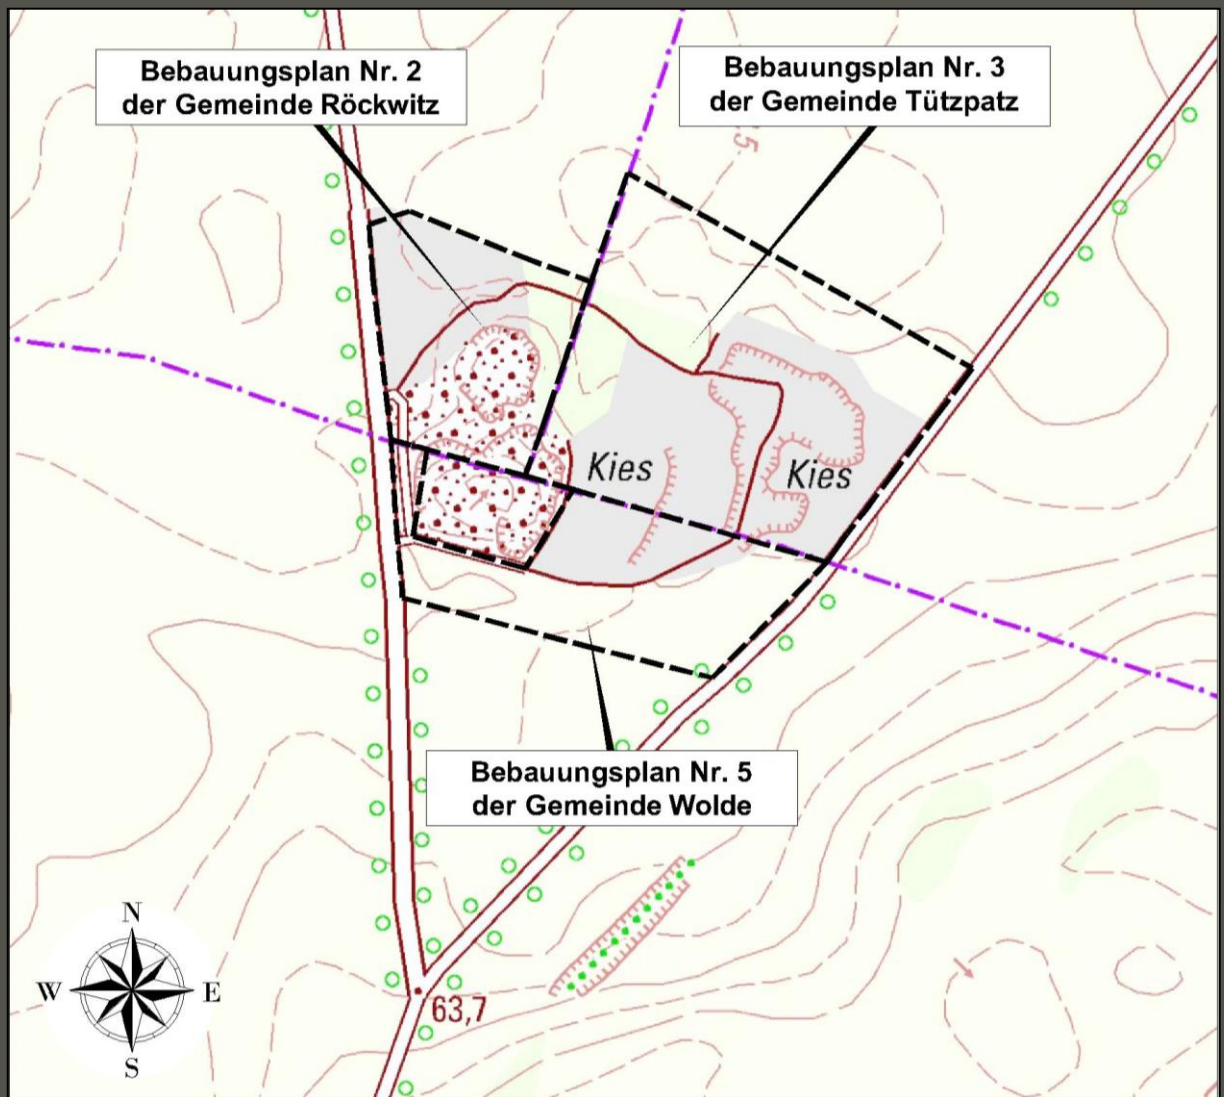 Bebauungsplan Nr. 2
der Gemeinde Röckwitz
Bebauungsplan Nr. 3
der Gemeinde Tützpatz
Kies
Kies
Bebauungsplan Nr. 5
der Gemeinde Wolde
N
W
E
S
63,7